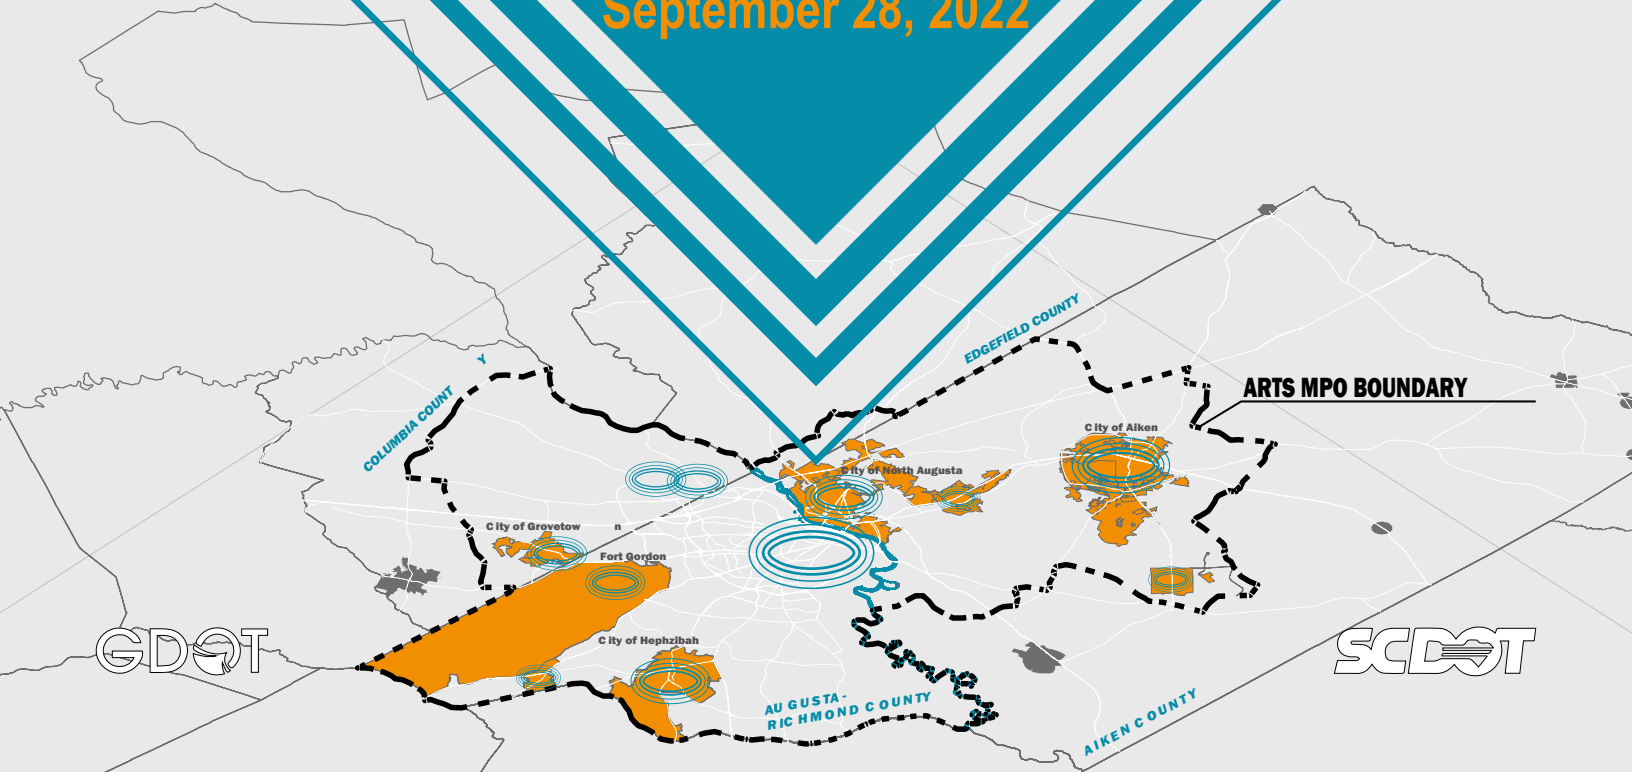 September 28, 2022
EDGEFIELD COUNTY
COLUMBIA COUNT Y
ARTS MPO BOUNDARY
City of Aiken
City of North Augusta
City of Grovetow n
Fort Gordon
City of Hephzibah
GDOT
SCDOT
AUGUSTA-
RICHMOND COUNTY
AIKEN COUNTY